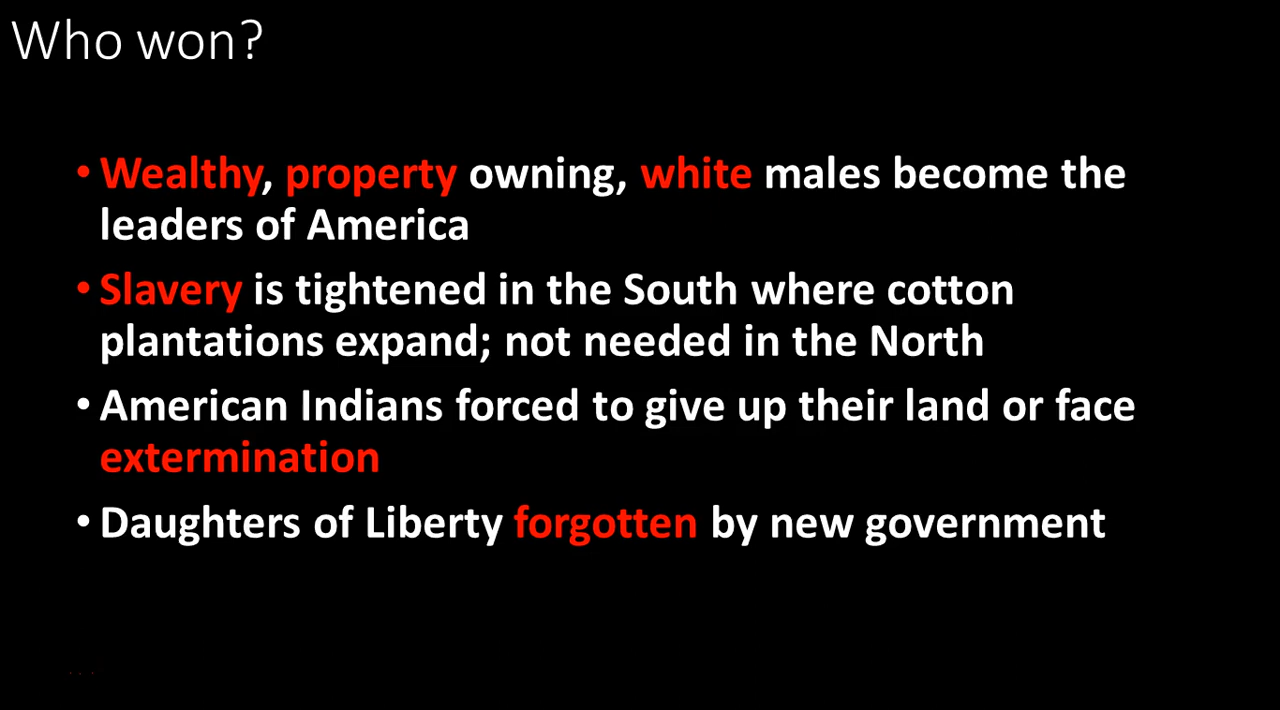 Who won?
• Wealthy, property owning, white males become the
leaders of America
• Slavery is tightened in the South where cotton
plantations expand; not needed in the North
• American Indians forced to give up their land or face
extermination
• Daughters of Liberty forgotten by new government